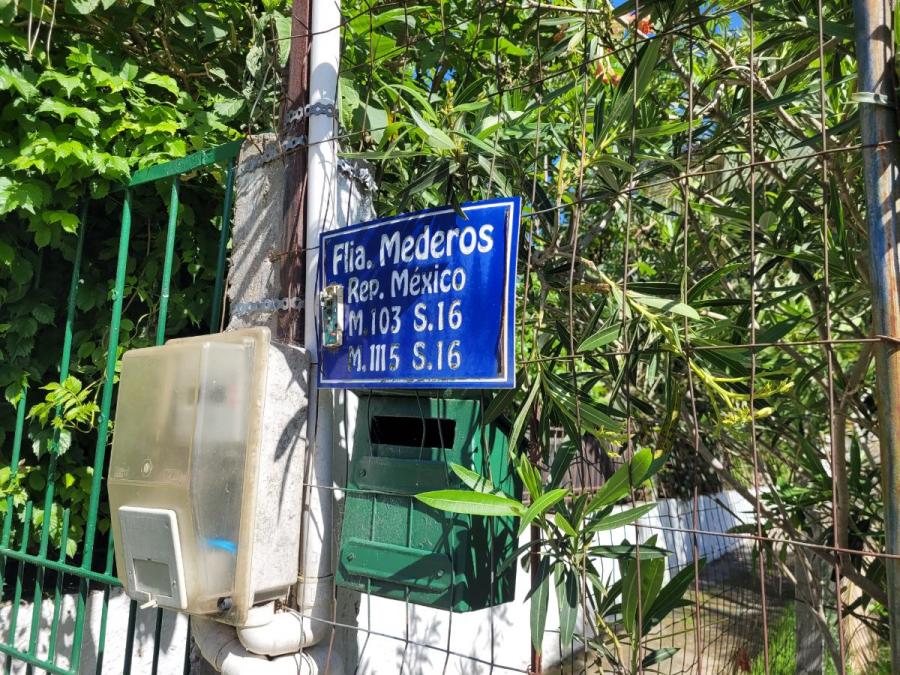 Flia. Mederos
Rep. México
M. 103 S.16
M. 1115 S.16